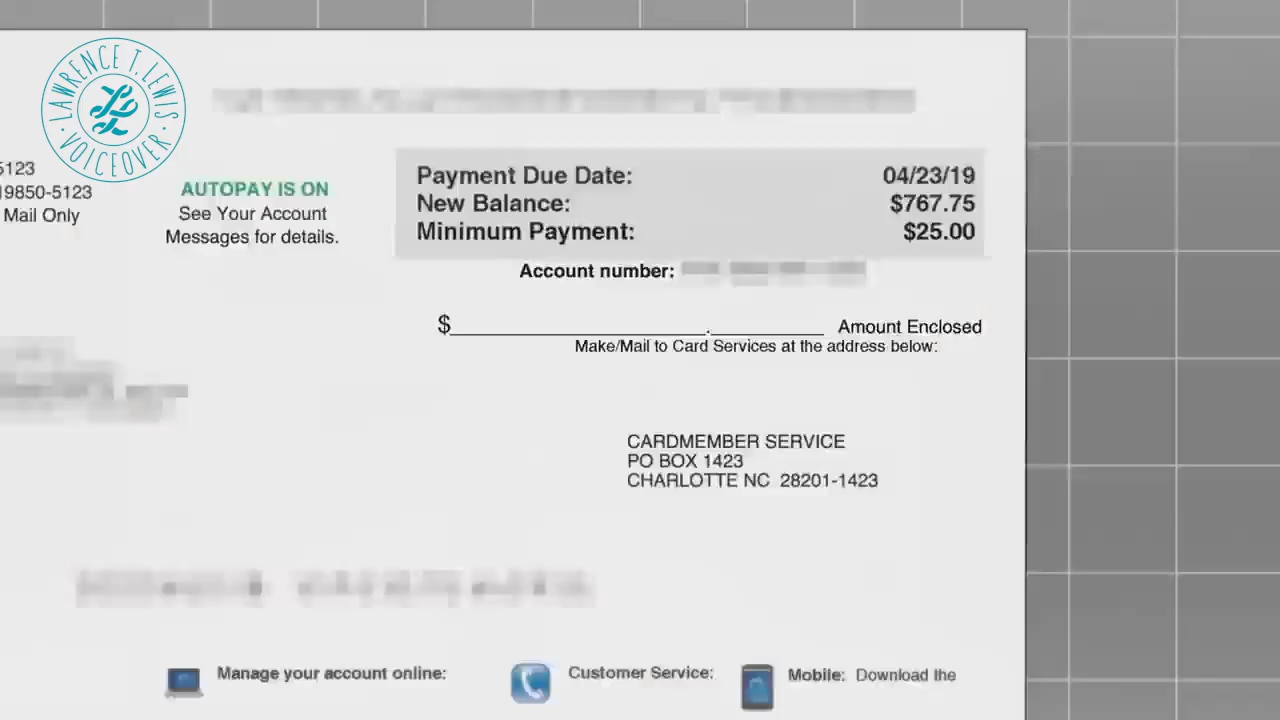 LAWRENCE T. LEWIS
VOICEOVER
5123
19850-5123
Mail Only
AUTOPAY IS ON
See Your Account
Messages for details.
Payment Due Date: 04/23/19
New Balance: $767.75
Minimum Payment: $25.00
Account number:
$ . Amount Enclosed
Make/Mail to Card Services at the address below:
CARDMEMBER SERVICE
PO BOX 1423
CHARLOTTE NC 28201-1423
Manage your account online:
Customer Service:
Mobile: Download the